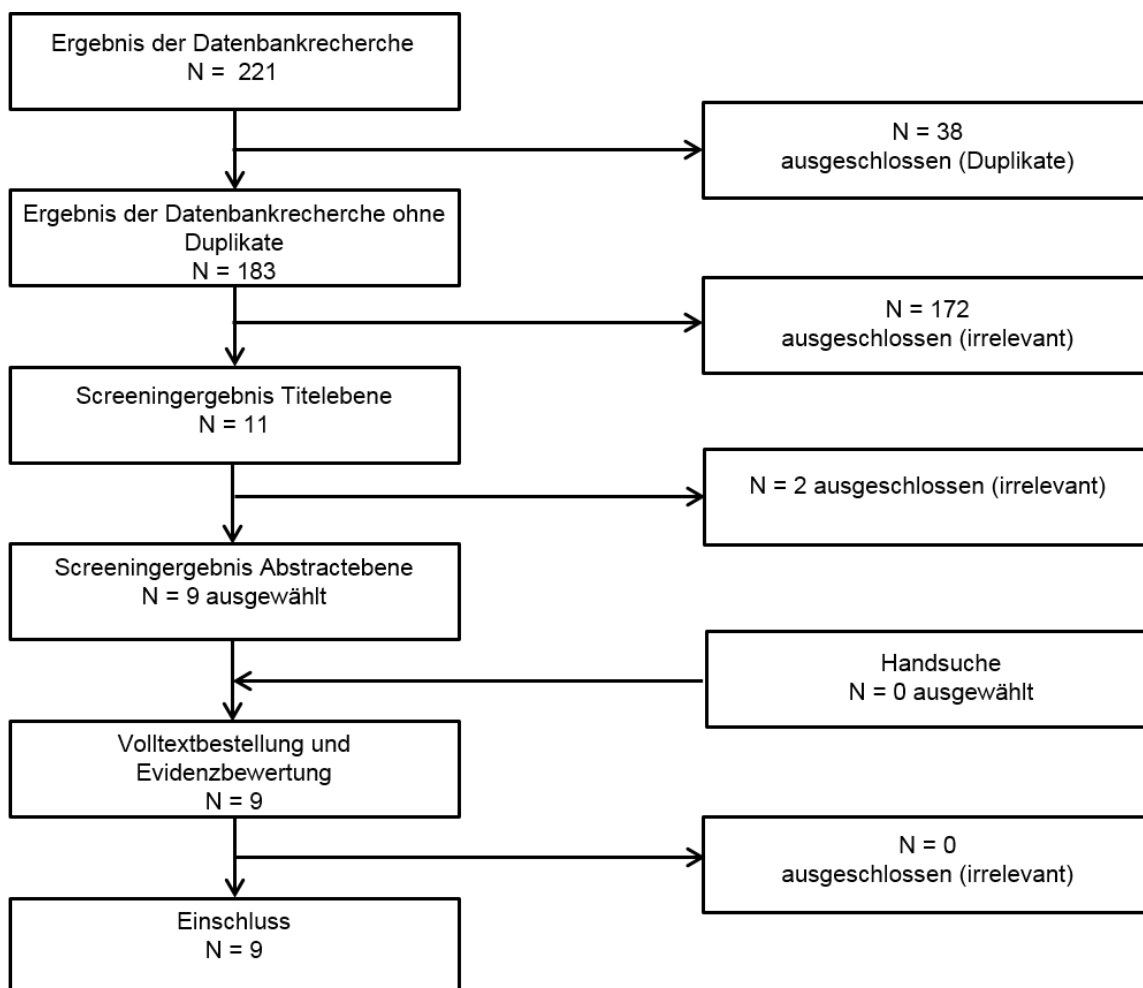 Ergebnis der Datenbankrecherche
N = 221
N = 38
ausgeschlossen (Duplikate)
Ergebnis der Datenbankrecherche ohne
Duplikate
N = 183
N = 172
ausgeschlossen (irrelevant)
Screeningergebnis Titelebene
N = 11
N = 2 ausgeschlossen (irrelevant)
Screeningergebnis Abstractebene
N = 9 ausgewählt
Handsuche
N = 0 ausgewählt
Volltextbestellung und
Evidenzbewertung
N = 9
N = 0
ausgeschlossen (irrelevant)
Einschluss
N = 9